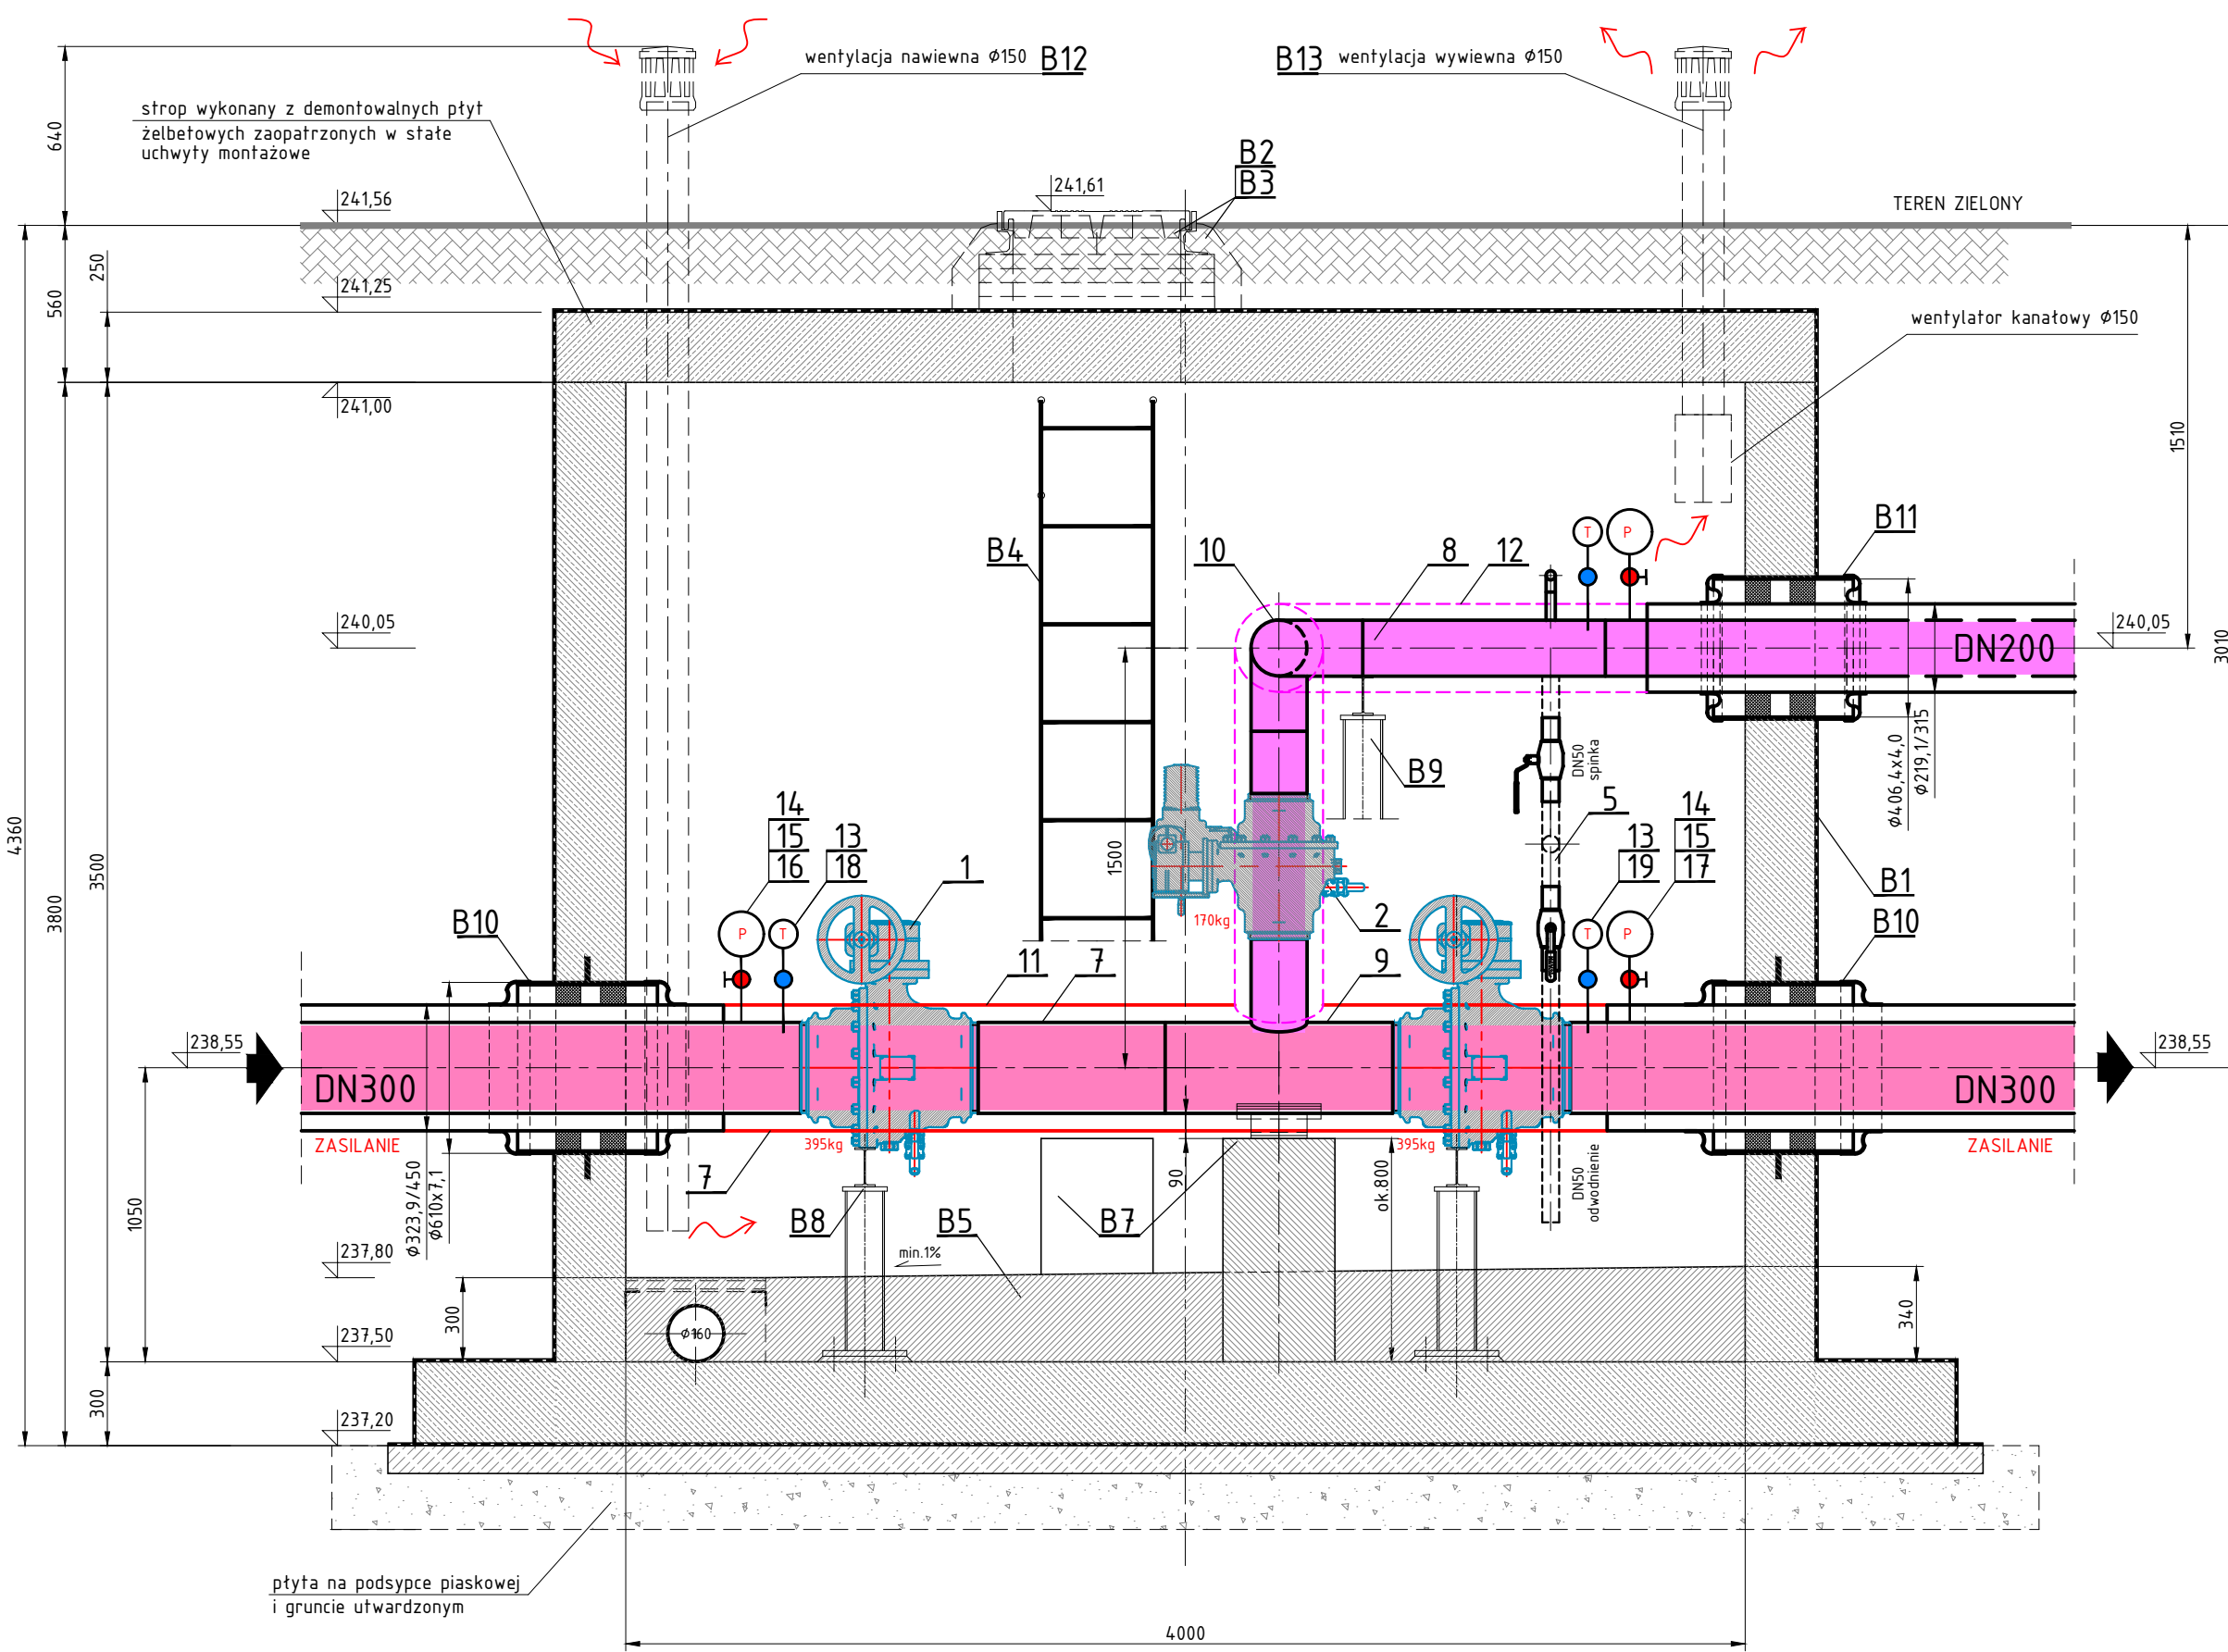 wentylacja nawiewna Φ150 B12
B13 wentylacja wywiewna Φ150
strop wykonany z demontowalnych płyt
żelbetowych zaopatrzonych w stałe
uchwyty montażowe
640
B2
B3
241,61
241,56
TEREN ZIELONY
250
560
241,25
wentylator kanałowy Φ150
241,00
1510
B11
B4
10
8
12
T
P
240,05
DN200
240,05
3010
DN50
spinka
B9
Φ406,4x4,0
Φ219,1/315
14
15
16
13
18
1
1500
5
13
19
14
15
17
4360
3800
3500
B1
B10
B10
P
T
170kg
2
T
P
11
7
9
238,55
DN300
238,55
DN300
ZASILANIE
395kg
395kg
ZASILANIE
7
90
ok.800
DN50
odwodnienie
1050
Φ323,9/450
Φ610x7,1
B8
B5
B7
min.1%
237,80
300
Φ160
340
237,50
300
237,20
płyta na podsypce piaskowej
i gruncie utwardzonym
4000